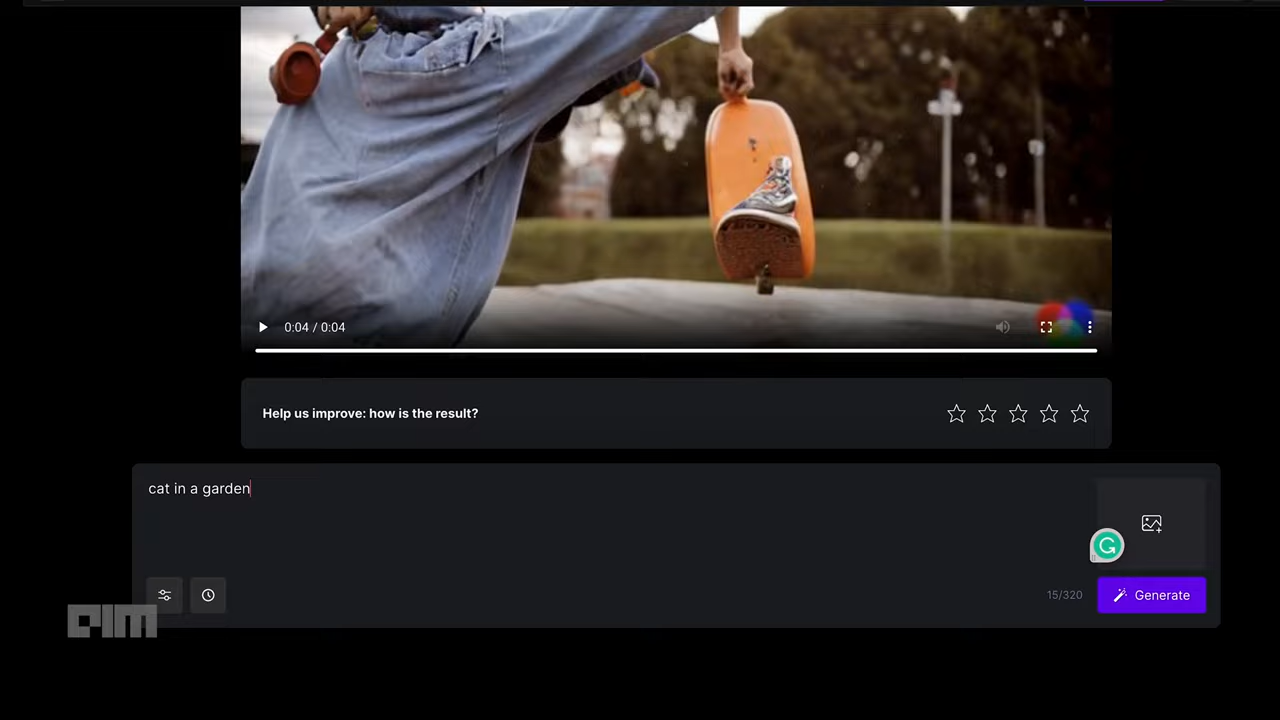 0:04 / 0:04
Help us improve: how is the result?
cat in a garden
15/320
Generate
AIM